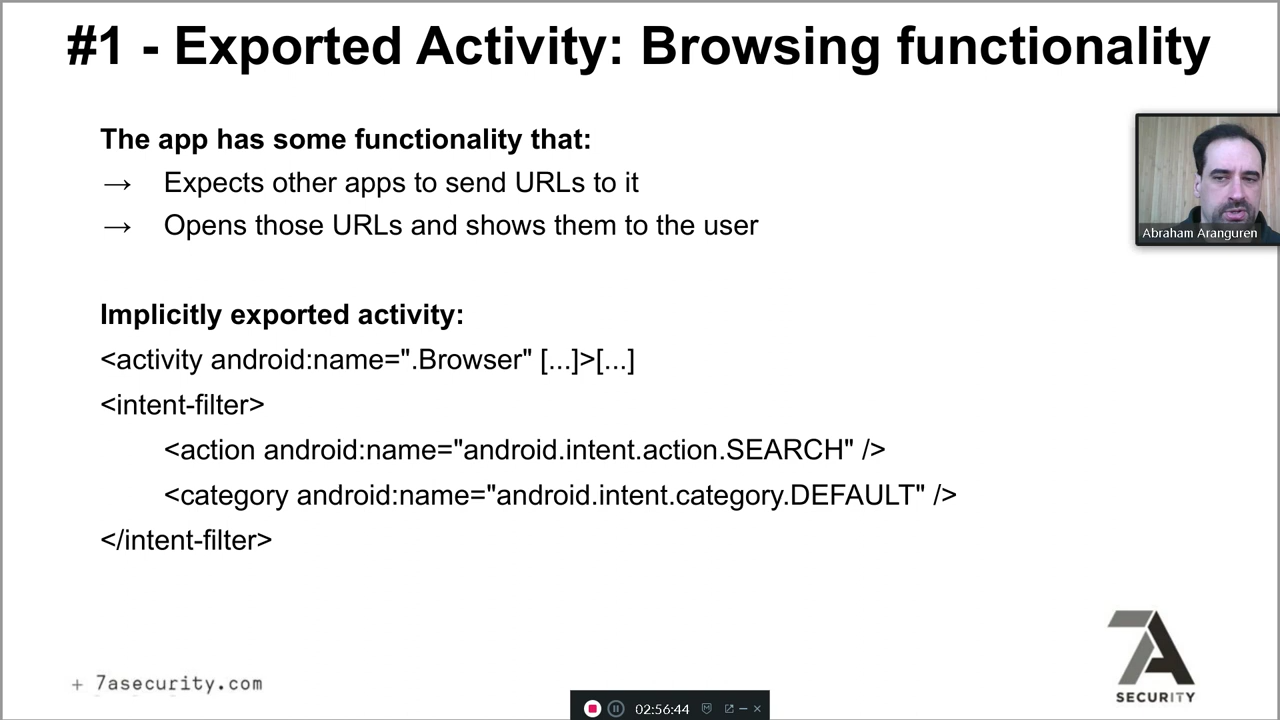 #1 - Exported Activity: Browsing functionality
The app has some functionality that:
→ Expects other apps to send URLs to it
→ Opens those URLs and shows them to the user
Abraham Aranguren
Implicitly exported activity:
<activity android:name=".Browser" [...]>[...]
<intent-filter>
<action android:name="android.intent.action.SEARCH" />
<category android:name="android.intent.category.DEFAULT" />
</intent-filter>
7A
SECURITY
+ 7asecurity.com
02:56:44